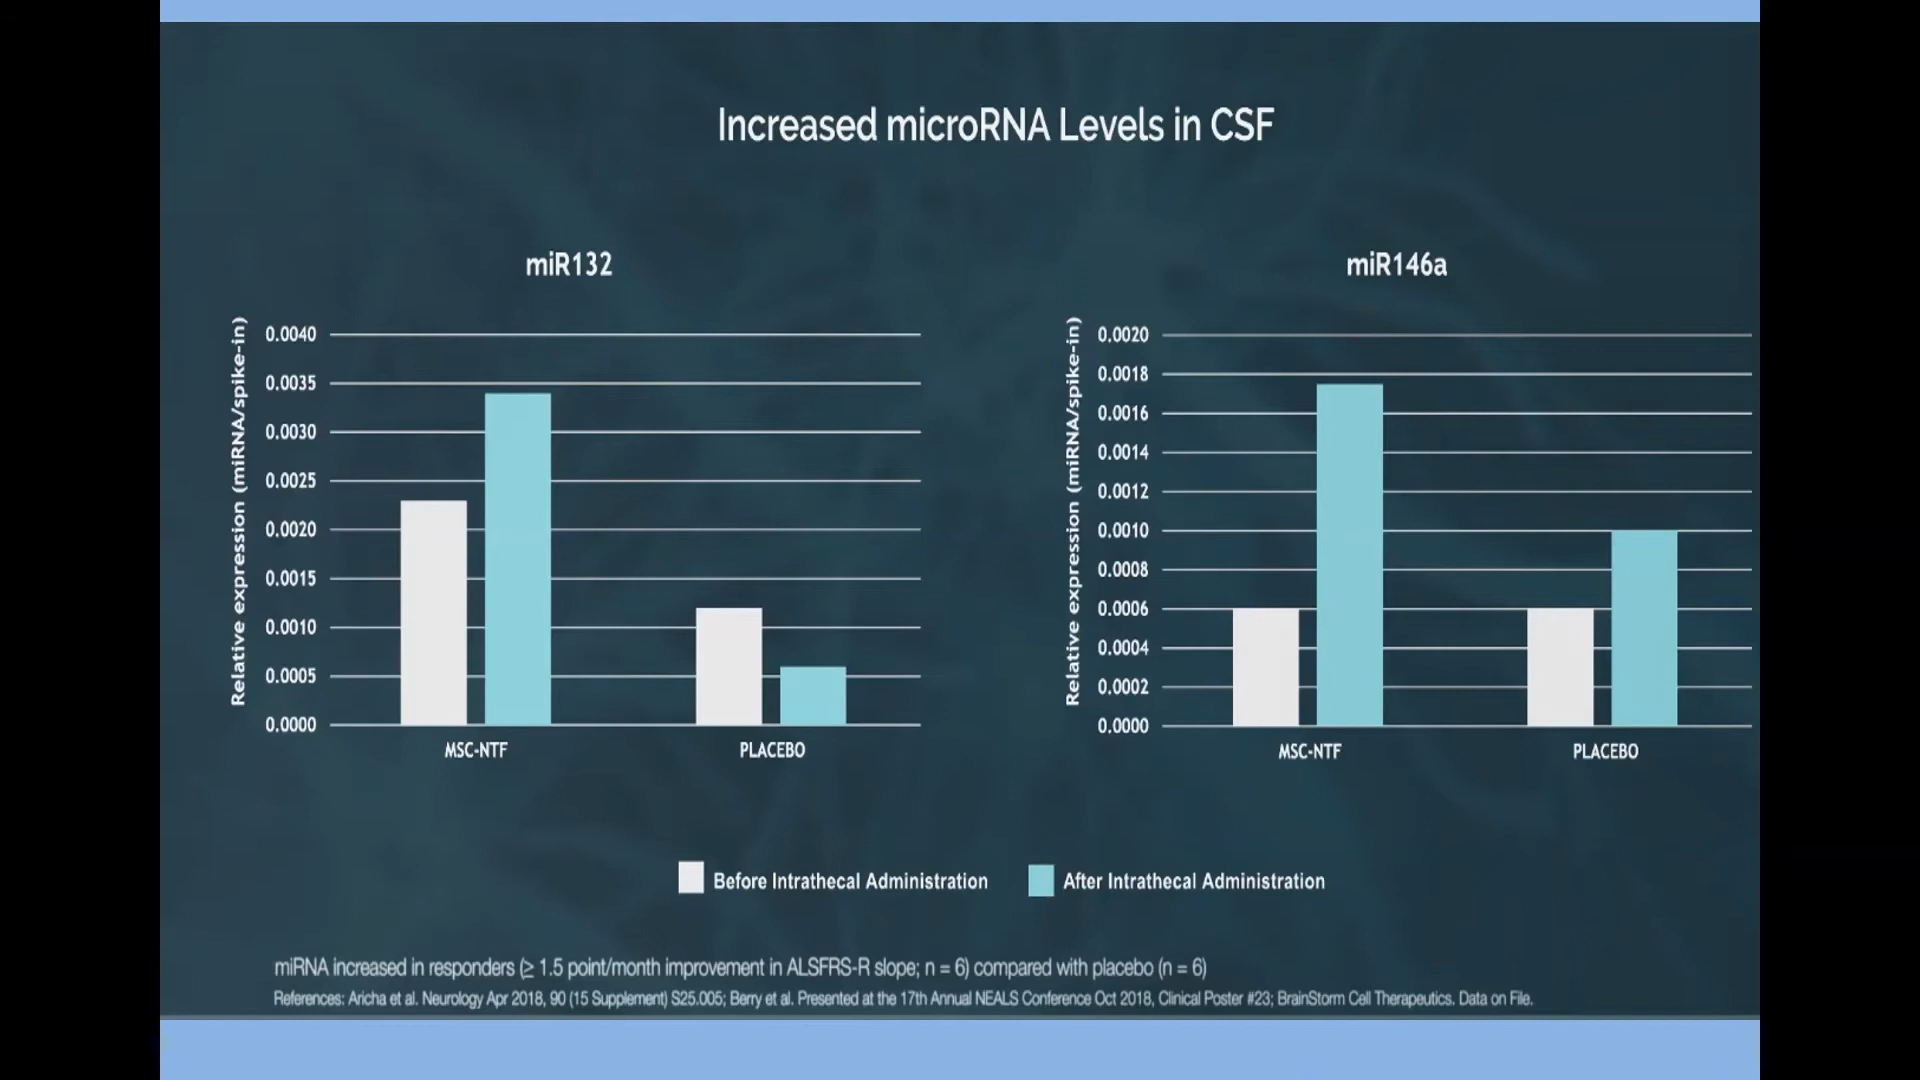 Increased microRNA Levels in CSF
miR132
Relative expression (miRNA/spike-in)
0.0040
0.0035
0.0030
0.0025
0.0020
0.0015
0.0010
0.0005
0.0000
MSC-NTF
PLACEBO
miR146a
Relative expression (miRNA/spike-in)
0.0020
0.0018
0.0016
0.0014
0.0012
0.0010
0.0008
0.0006
0.0004
0.0002
0.0000
MSC-NTF
PLACEBO
Before Intrathecal Administration
After Intrathecal Administration
miRNA increased in responders (≥ 1.5 point/month improvement in ALSFRS-R slope; n = 6) compared with placebo (n = 6)
References: Aricha et al. Neurology Apr 2018, 90 (15 Supplement) S25.005; Berry et al. Presented at the 17th Annual NEALS Conference Oct 2018, Clinical Poster #23; BrainStorm Cell Therapeutics. Data on File.